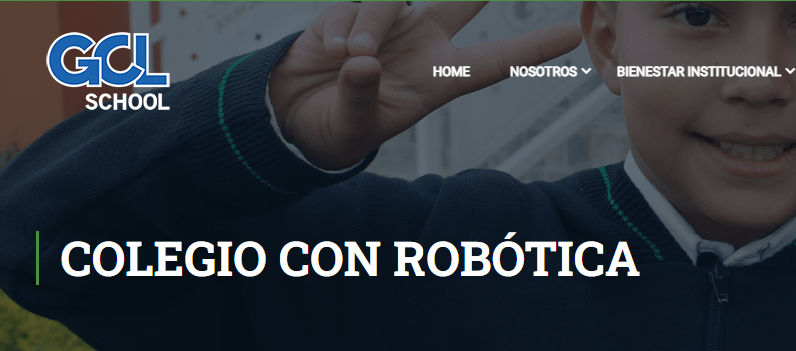 GCL
SCHOOL
HOME NOSOTROS BIENESTAR INSTITUCIONAL
COLEGIO CON ROBÓTICA